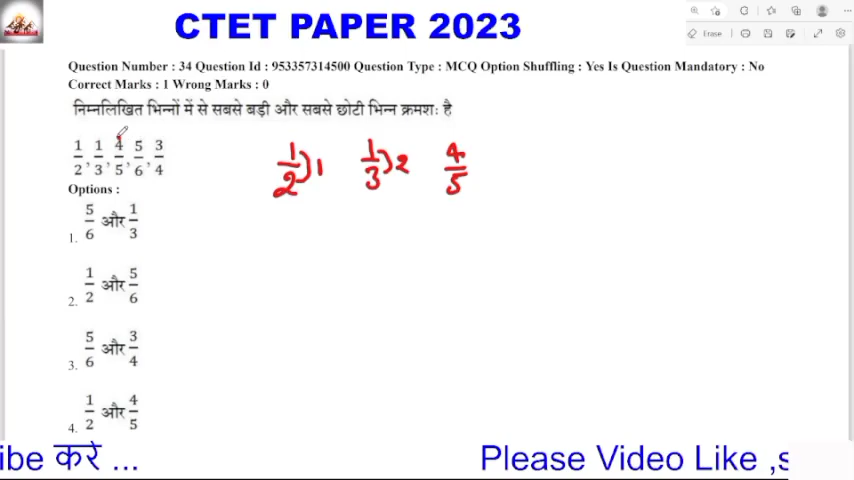 CTET PAPER 2023
Erase
Question Number : 34 Question Id : 953357314500 Question Type : MCQ Option Shuffling : Yes Is Question Mandatory : No
Correct Marks : 1 Wrong Marks : 0
निम्नलिखित भिन्नों में से सबसे बड़ी और सबसे छोटी भिन्न क्रमशः है
1/2, 1/3, 4/5, 5/6, 3/4
1/2)1 1/3)2 4/5
Options :
1. 5/6 और 1/3
2. 1/2 और 5/6
3. 5/6 और 3/4
4. 1/2 और 4/5
ibe करे ... Please Video Like ,s